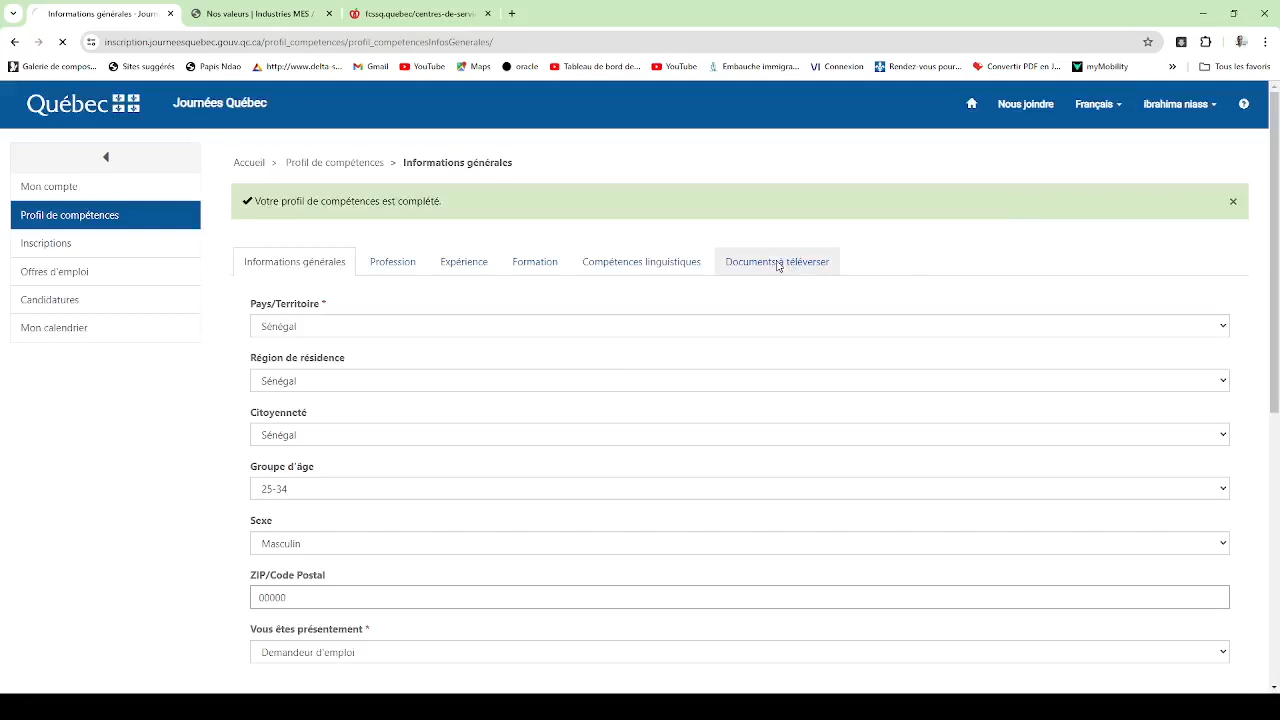 Informations générales - Journ
Nos valeurs | Industries MES /
fcssq.quebec/centres-de-servi
inscription.journeesquebec.gouv.qc.ca/profil_competences/profil_competencesInfosGenerales/
Galerie de compos...
Sites suggérés
Papis Ndao
http://www.delta-s...
Gmail
YouTube
Maps
oracle
Tableau de bord de...
YouTube
Embauche immigra...
VI Connexion
Rendez-vous pour...
Convertir PDF en J...
myMobility
»
Tous les favoris
Québec
Journées Québec
Nous joindre
Français
ibrahima niass
Mon compte
Profil de compétences
Inscriptions
Offres d'emploi
Candidatures
Mon calendrier
Accueil > Profil de compétences > Informations générales
Votre profil de compétences est complété.
Informations générales
Profession
Expérience
Formation
Compétences linguistiques
Documents à téléverser
Pays/Territoire *
Sénégal
Région de résidence
Sénégal
Citoyenneté
Sénégal
Groupe d'âge
25-34
Sexe
Masculin
ZIP/Code Postal
00000
Vous êtes présentement *
Demandeur d'emploi